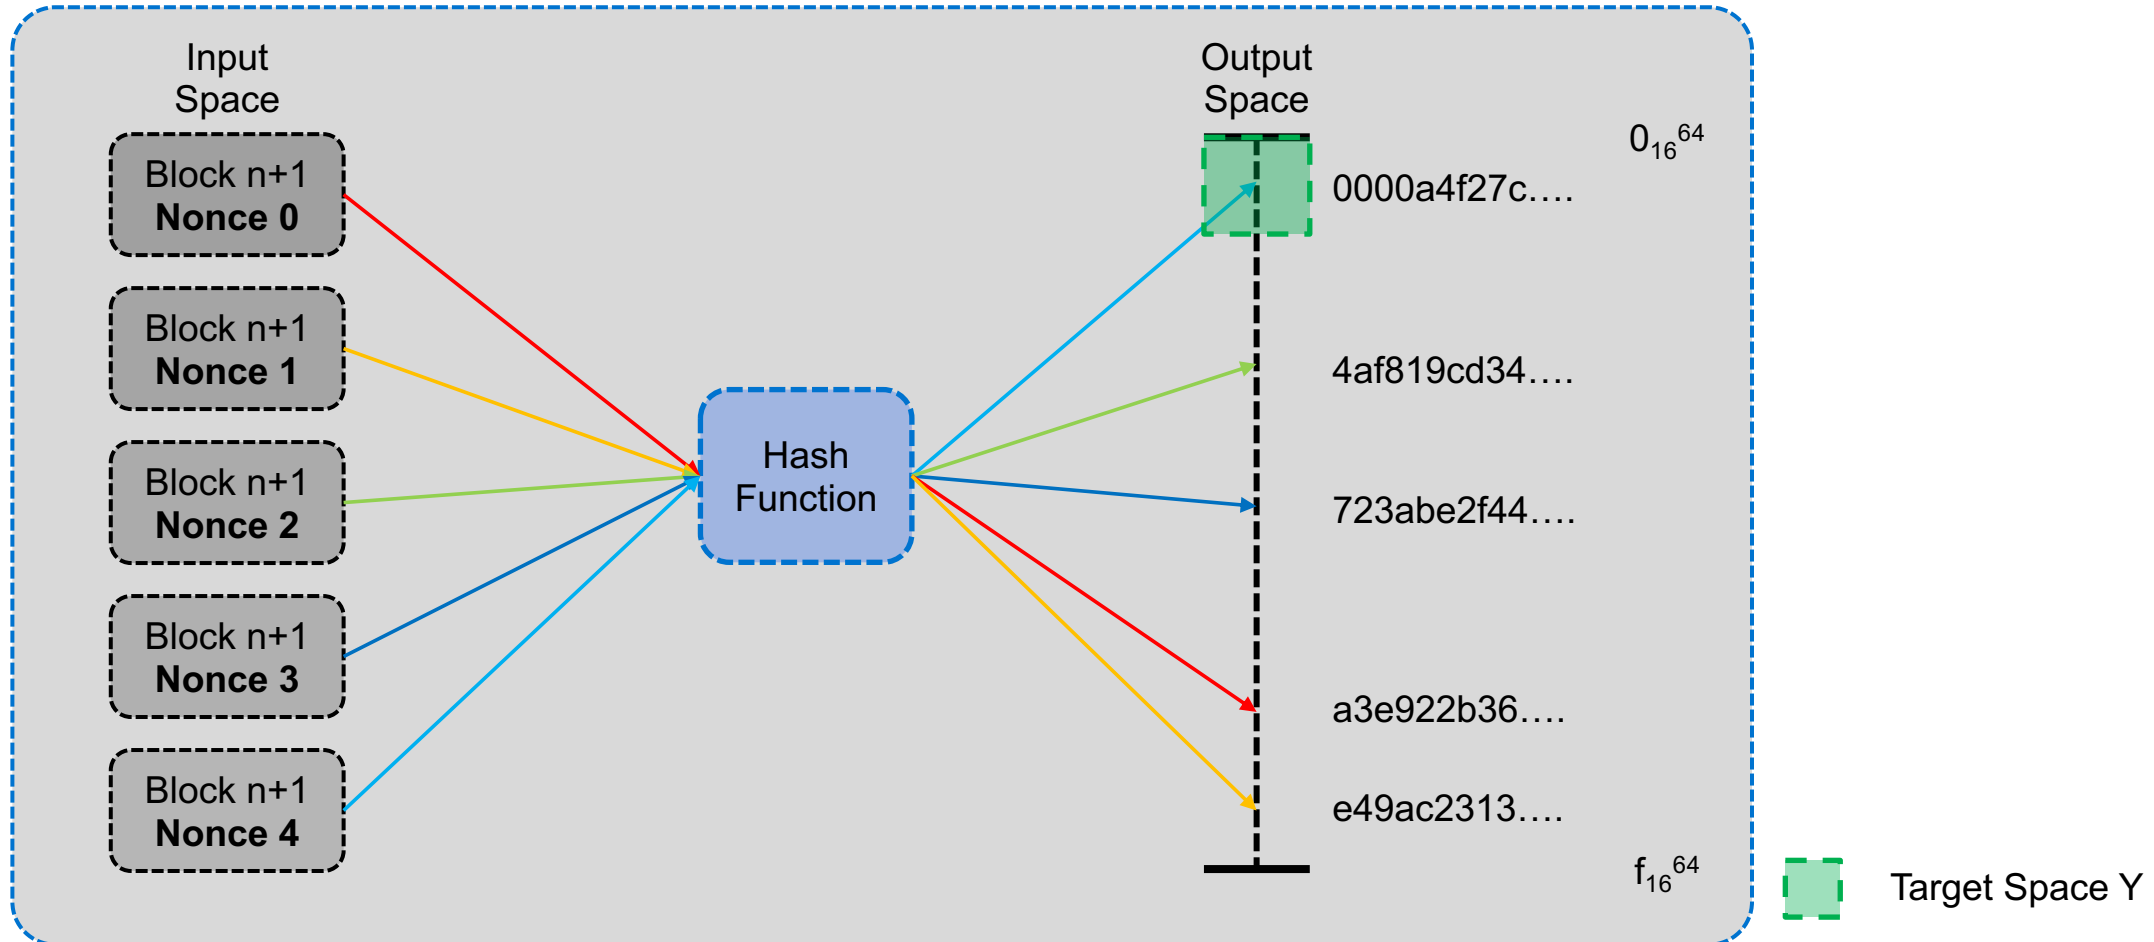 Input
Space
Block n+1
Nonce 0
Block n+1
Nonce 1
Block n+1
Nonce 2
Block n+1
Nonce 3
Block n+1
Nonce 4
Hash
Function
Output
Space
0₁₆⁶⁴
0000a4f27c….
4af819cd34….
723abe2f44….
a3e922b36….
e49ac2313….
f₁₆⁶⁴
Target Space Y